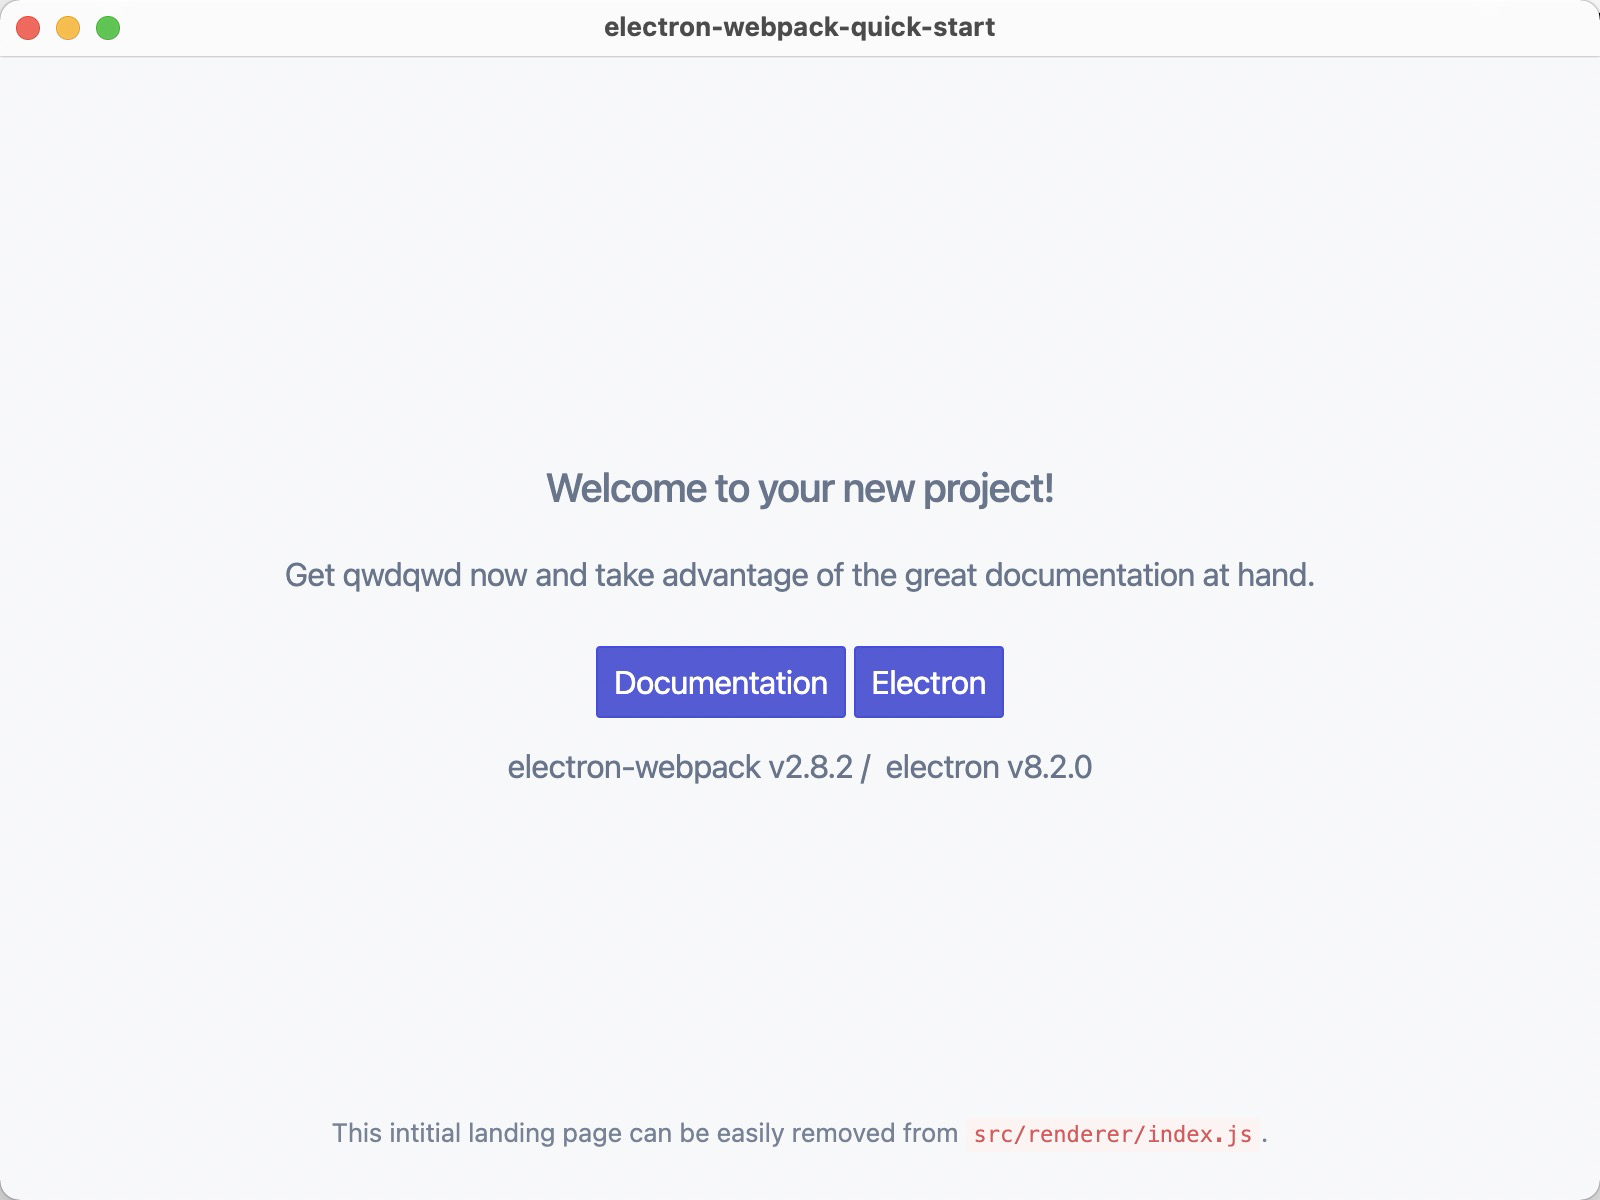 electron-webpack-quick-start
Welcome to your new project!
Get qwdqwd now and take advantage of the great documentation at hand.
Documentation Electron
electron-webpack v2.8.2 / electron v8.2.0
This intitial landing page can be easily removed from src/renderer/index.js .